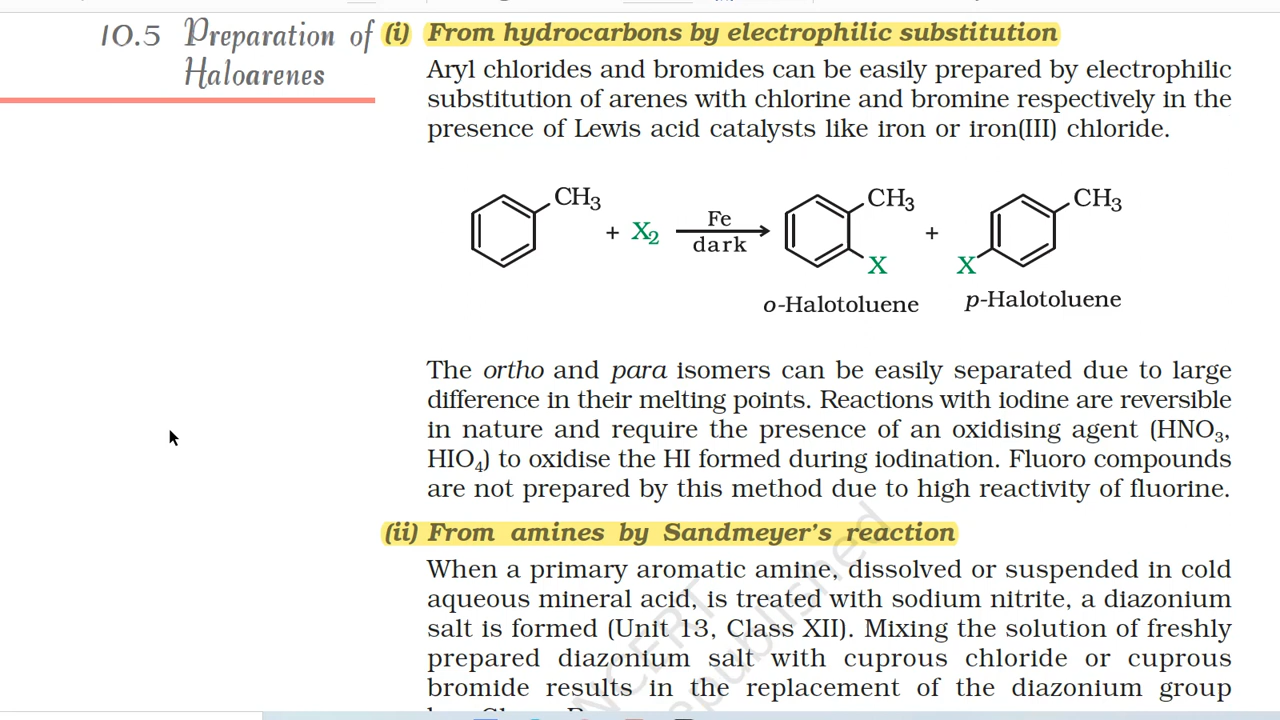 10.5 Preparation of
Haloarenes
(i) From hydrocarbons by electrophilic substitution
Aryl chlorides and bromides can be easily prepared by electrophilic
substitution of arenes with chlorine and bromine respectively in the
presence of Lewis acid catalysts like iron or iron(III) chloride.
CH₃
+ X₂
Fe
dark
CH₃
X
+
CH₃
X
o-Halotoluene
p-Halotoluene
The ortho and para isomers can be easily separated due to large
difference in their melting points. Reactions with iodine are reversible
in nature and require the presence of an oxidising agent (HNO₃,
HIO₄) to oxidise the HI formed during iodination. Fluoro compounds
are not prepared by this method due to high reactivity of fluorine.
(ii) From amines by Sandmeyer's reaction
When a primary aromatic amine, dissolved or suspended in cold
aqueous mineral acid, is treated with sodium nitrite, a diazonium
salt is formed (Unit 13, Class XII). Mixing the solution of freshly
prepared diazonium salt with cuprous chloride or cuprous
bromide results in the replacement of the diazonium group
NCERT
republished